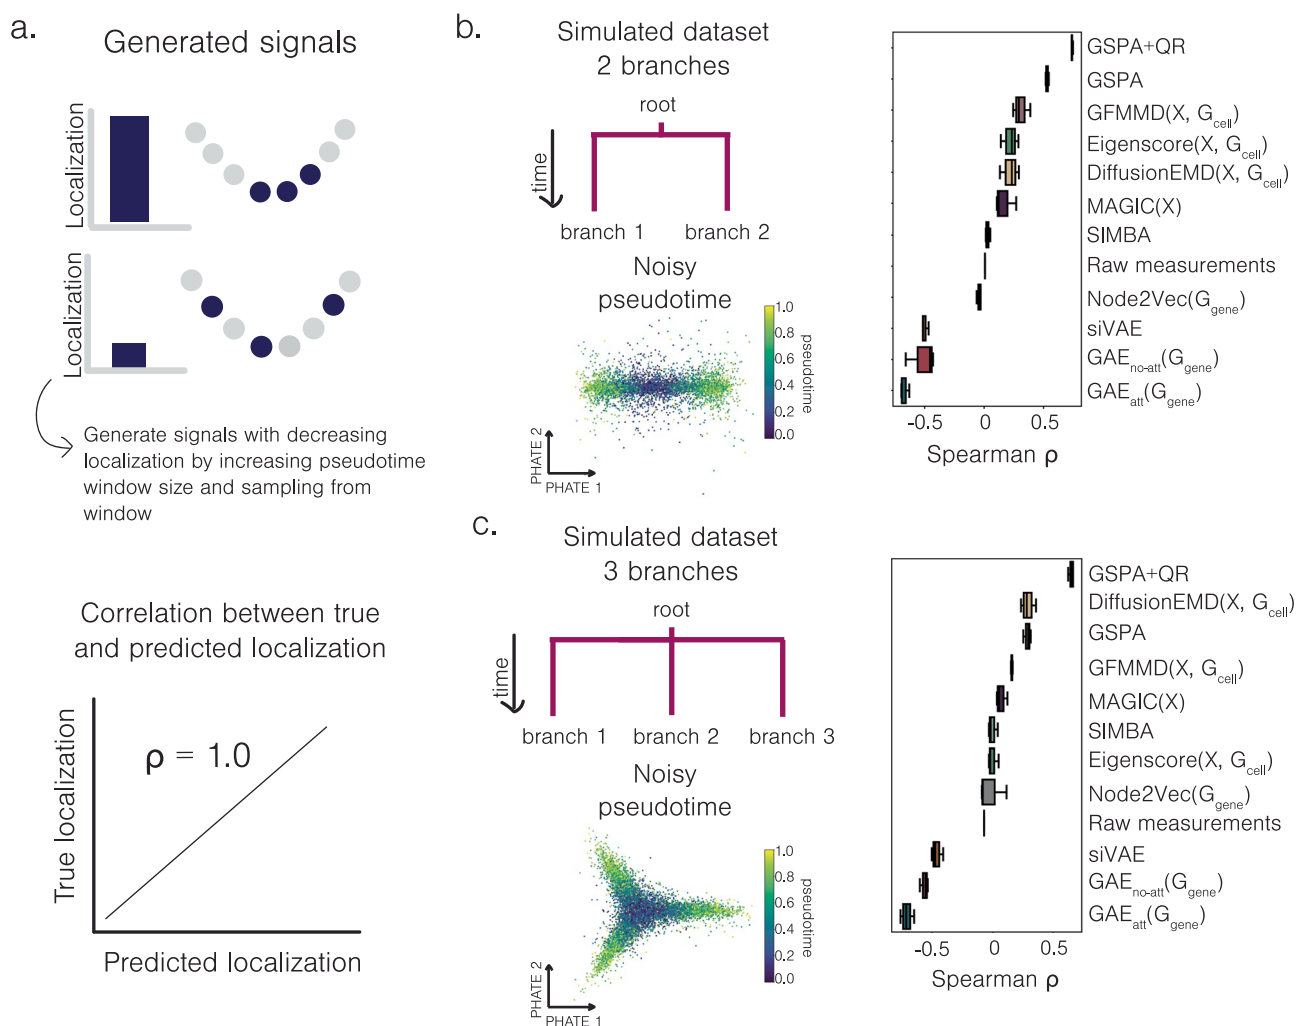 a.
Generated signals
Localization
Localization
Generate signals with decreasing
localization by increasing pseudotime
window size and sampling from
window
Correlation between true
and predicted localization
True localization
ρ = 1.0
Predicted localization
b.
Simulated dataset
2 branches
root
time
branch 1
branch 2
Noisy
pseudotime
1.0
0.8
0.6
0.4
0.2
0.0
pseudotime
PHATE 2
PHATE 1
GSPA+QR
GSPA
GFMMD(X, Gcell)
Eigenscore(X, Gcell)
DiffusionEMD(X, Gcell)
MAGIC(X)
SIMBA
Raw measurements
Node2Vec(Ggene)
siVAE
GAEno-att(Ggene)
GAEatt(Ggene)
-0.5 0 0.5
Spearman ρ
c.
Simulated dataset
3 branches
root
time
branch 1
branch 2
branch 3
Noisy
pseudotime
1.0
0.8
0.6
0.4
0.2
0.0
pseudotime
PHATE 2
PHATE 1
GSPA+QR
DiffusionEMD(X, Gcell)
GSPA
GFMMD(X, Gcell)
MAGIC(X)
SIMBA
Eigenscore(X, Gcell)
Node2Vec(Ggene)
Raw measurements
siVAE
GAEno-att(Ggene)
GAEatt(Ggene)
-0.5 0 0.5
Spearman ρ